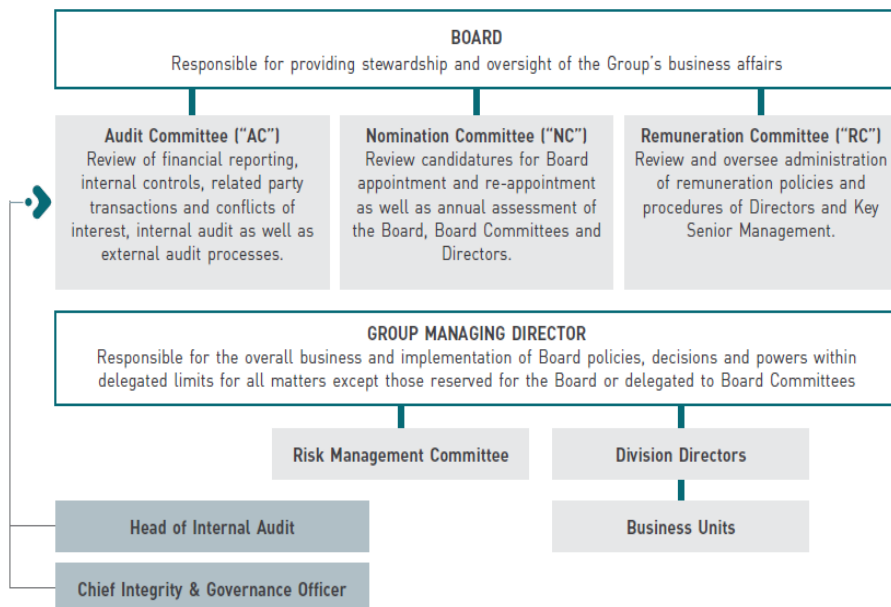 BOARD
Responsible for providing stewardship and oversight of the Group's business affairs
Audit Committee ("AC")
Review of financial reporting,
internal controls, related party
transactions and conflicts of
interest, internal audit as well as
external audit processes.
Nomination Committee ("NC")
Review candidatures for Board
appointment and re-appointment
as well as annual assessment of
the Board, Board Committees and
Directors.
Remuneration Committee ("RC")
Review and oversee administration
of remuneration policies and
procedures of Directors and Key
Senior Management.
GROUP MANAGING DIRECTOR
Responsible for the overall business and implementation of Board policies, decisions and powers within
delegated limits for all matters except those reserved for the Board or delegated to Board Committees
Risk Management Committee
Division Directors
Head of Internal Audit
Business Units
Chief Integrity & Governance Officer